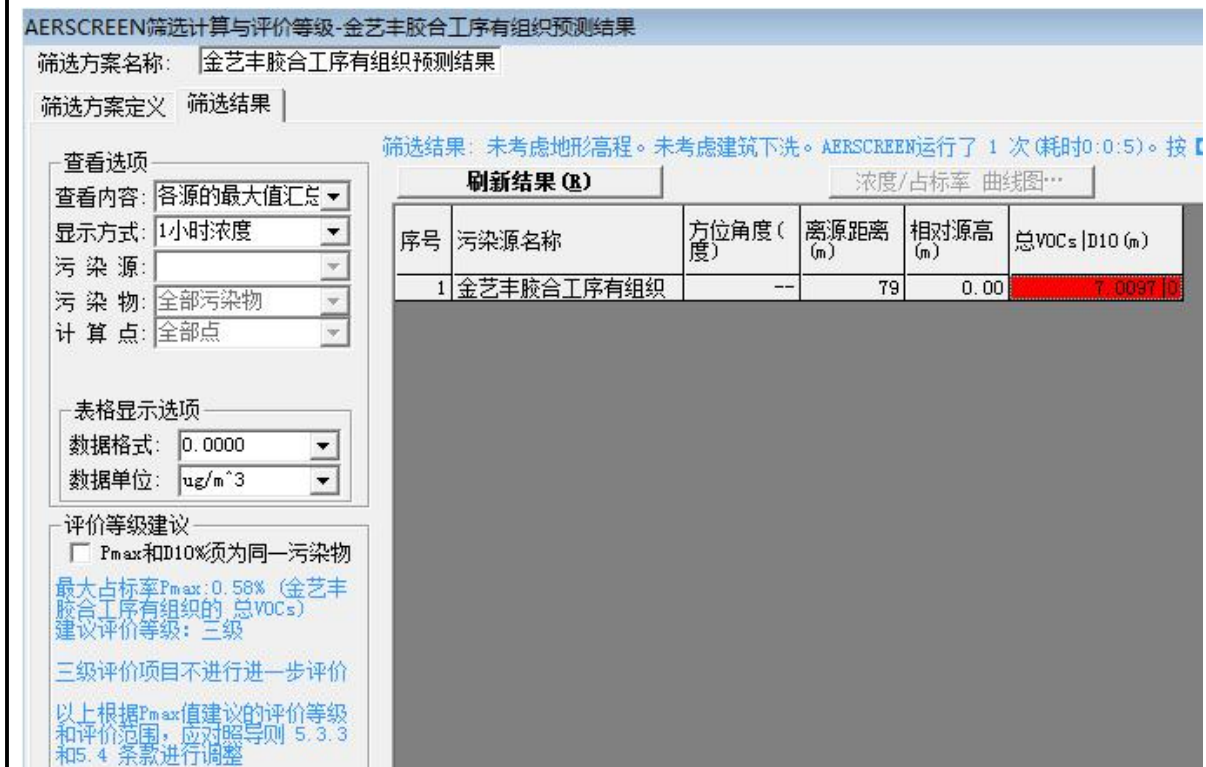 AERSCREEN筛选计算与评价等级-金艺丰胶合工序有组织预测结果
筛选方案名称: 金艺丰胶合工序有组织预测结果
筛选方案定义 筛选结果
筛选结果: 未考虑地形高程。未考虑建筑下洗。AERSCREEN运行了 1 次(耗时0:0:5)。按
查看选项
查看内容: 各源的最大值汇总
显示方式: 1小时浓度
污 染 源:
污 染 物: 全部污染物
计 算 点: 全部点
表格显示选项
数据格式: 0.0000
数据单位: ug/m^3
评价等级建议
Pmax和D10%须为同一污染物
最大占标率Pmax:0.58% (金艺丰
胶合工序有组织的 总VOCs)
建议评价等级: 三级
三级评价项目不进行进一步评价
以上根据Pmax值建议的评价等级
和评价范围,应对照导则 5.3.3
和5.4 条款进行调整
刷新结果(R) 浓度/占标率 曲线图…
序号 污染源名称 方位角度(度) 离源距离(m) 相对源高(m) 总VOCs|D10(m)
1 金艺丰胶合工序有组织 -- 79 0.00 7.0097|0